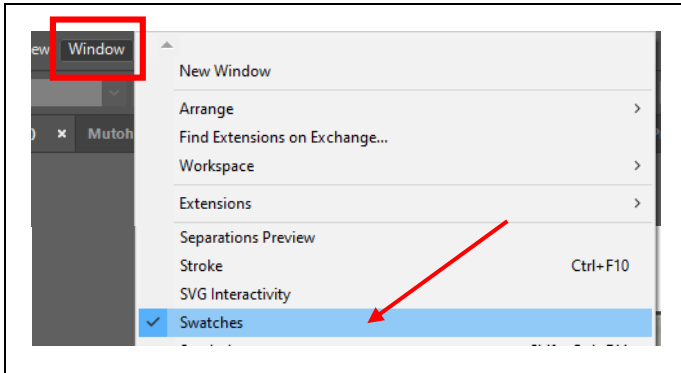 ew Window
New Window
Arrange >
) × Mutoh
Find Extensions on Exchange...
Workspace >
Extensions >
Separations Preview
Stroke Ctrl+F10
SVG Interactivity
✓ Swatches